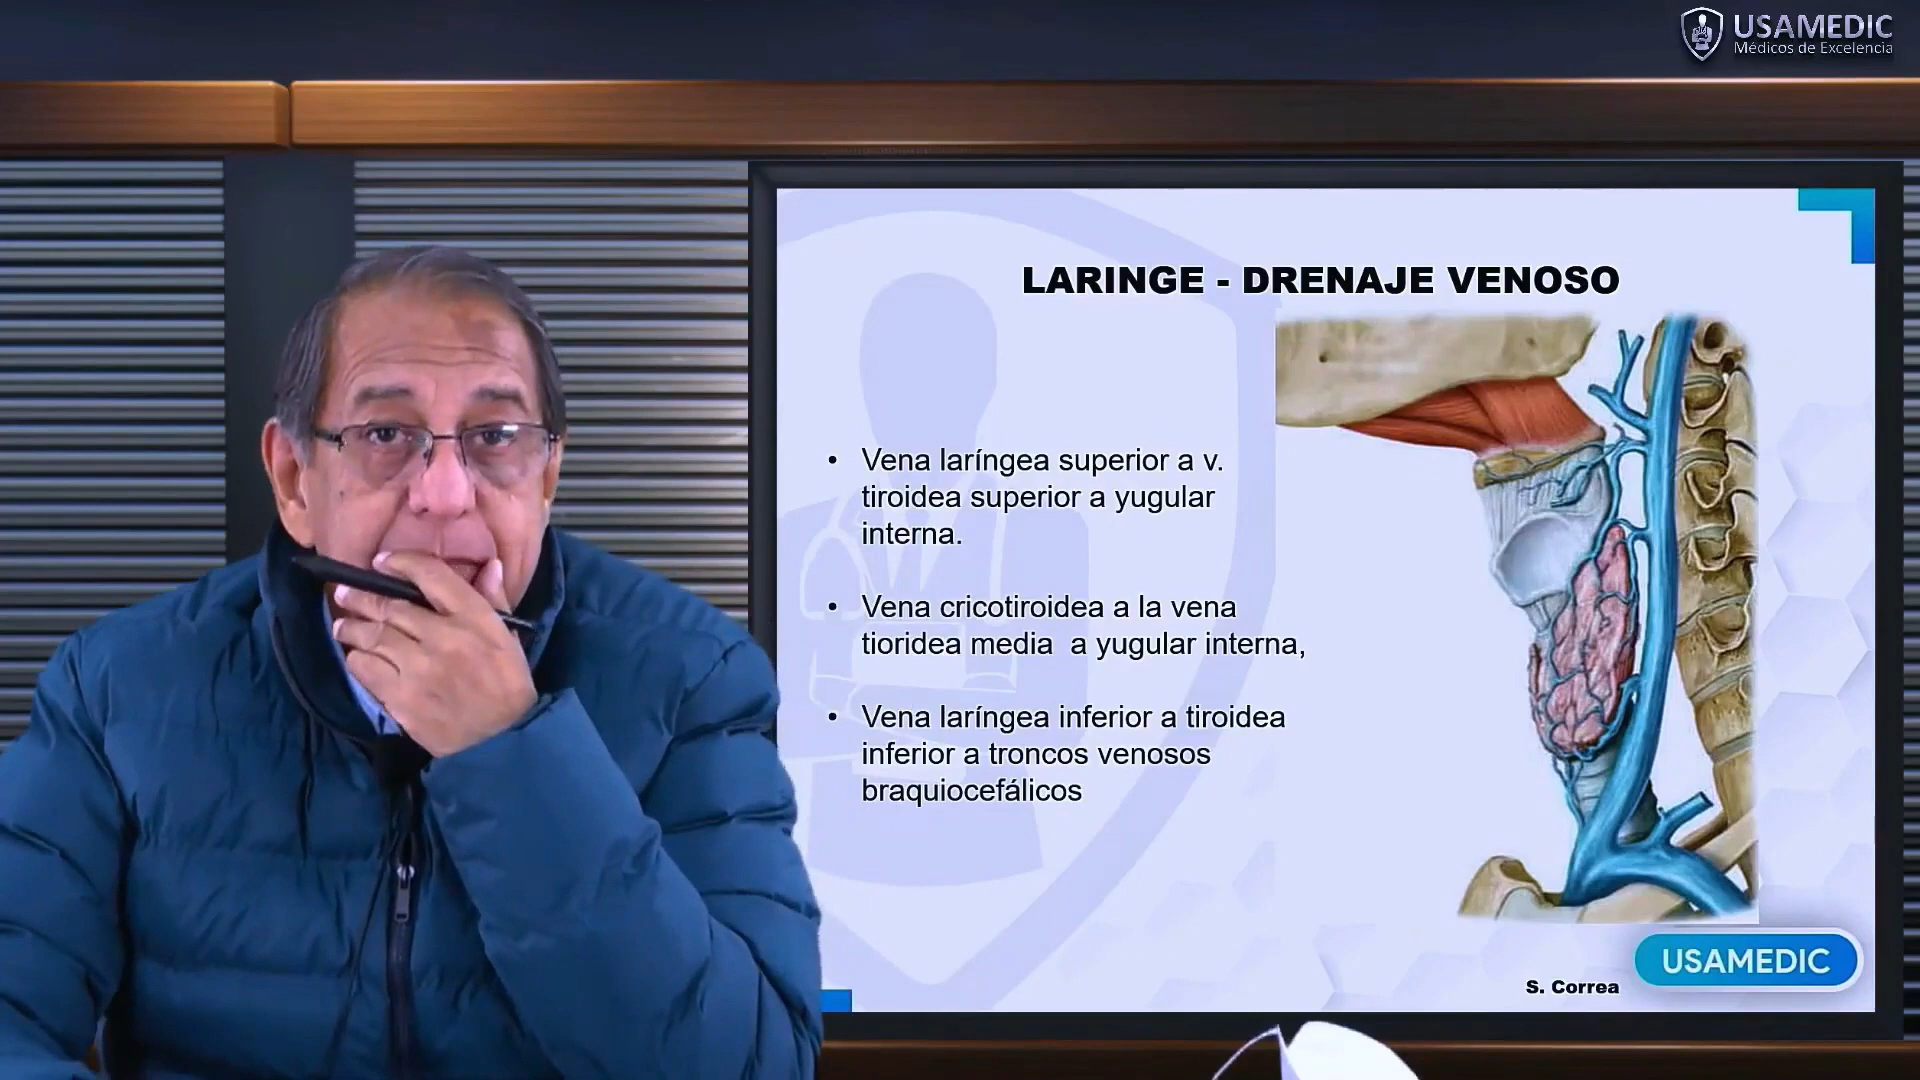 USAMEDIC
Médicos de Excelencia
LARINGE - DRENAJE VENOSO
• Vena laríngea superior a v.
tiroidea superior a yugular
interna.
• Vena cricotiroidea a la vena
tioridea media a yugular interna,
• Vena laríngea inferior a tiroidea
inferior a troncos venosos
braquiocefálicos
USAMEDIC
S. Correa